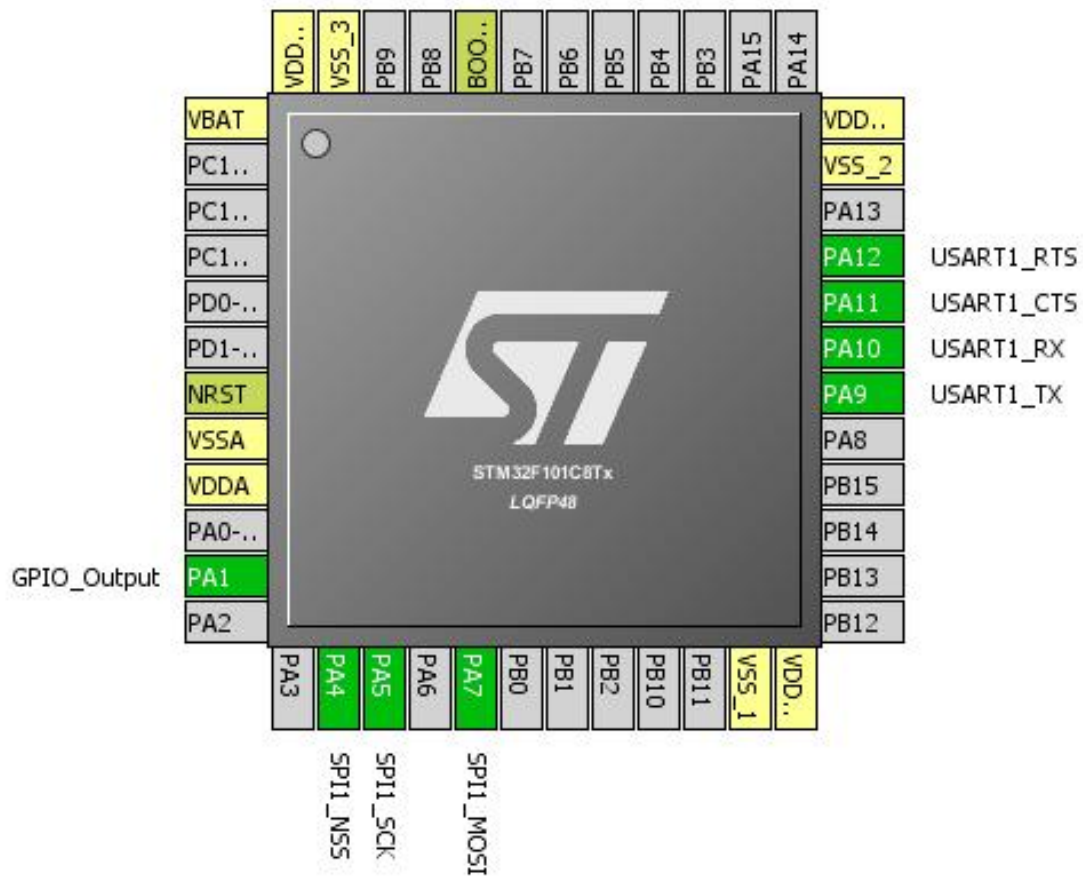 VDD..
VSS_3
PB9
PB8
BOO..
PB7
PB6
PB5
PB4
PB3
PA15
PA14
VBAT
PC1..
PC1..
PC1..
PD0-..
PD1-..
NRST
VSSA
VDDA
PA0-..
GPIO_Output PA1
PA2
VDD..
VSS_2
PA13
PA12 USART1_RTS
PA11 USART1_CTS
PA10 USART1_RX
PA9 USART1_TX
PA8
PB15
PB14
PB13
PB12
ST
STM32F101C8Tx
LQFP48
PA3
PA4
PA5
PA6
PA7
PB0
PB1
PB2
PB10
PB11
VSS_1
VDD..
SPI1_NSS
SPI1_SCK
SPI1_MOSI